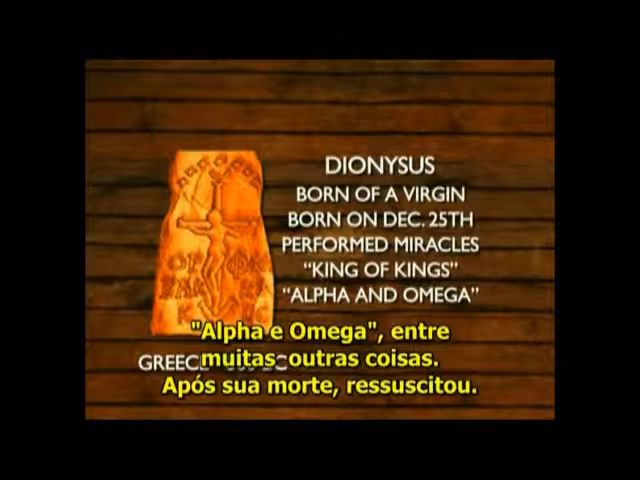 DIONYSUS
BORN OF A VIRGIN
BORN ON DEC. 25TH
PERFORMED MIRACLES
“KING OF KINGS”
“ALPHA AND OMEGA”
"Alpha e Omega", entre
GREECE
muitas outras coisas.
Após sua morte, ressuscitou.